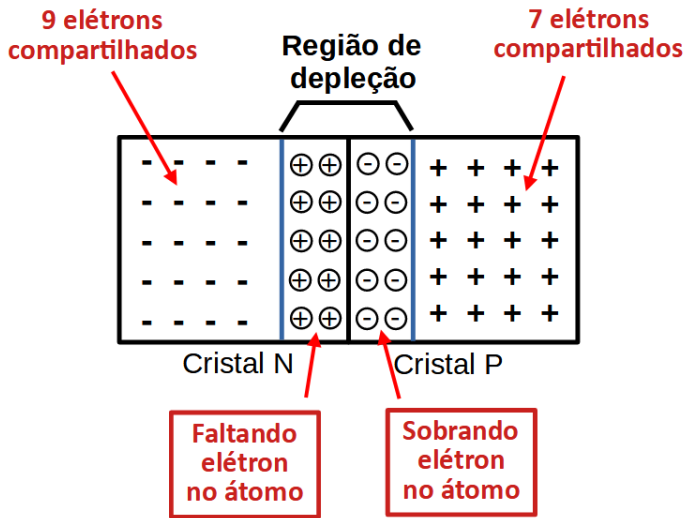 9 elétrons
compartilhados
Região de
depleção
7 elétrons
compartilhados
- - - - ⊕⊕ ⊖⊖ + + + +
- - - - ⊕⊕ ⊖⊖ + + + +
- - - - ⊕⊕ ⊖⊖ + + + +
- - - - ⊕⊕ ⊖⊖ + + + +
- - - - ⊕⊕ ⊖⊖ + + + +
Cristal N
Cristal P
Faltando
elétron
no átomo
Sobrando
elétron
no átomo